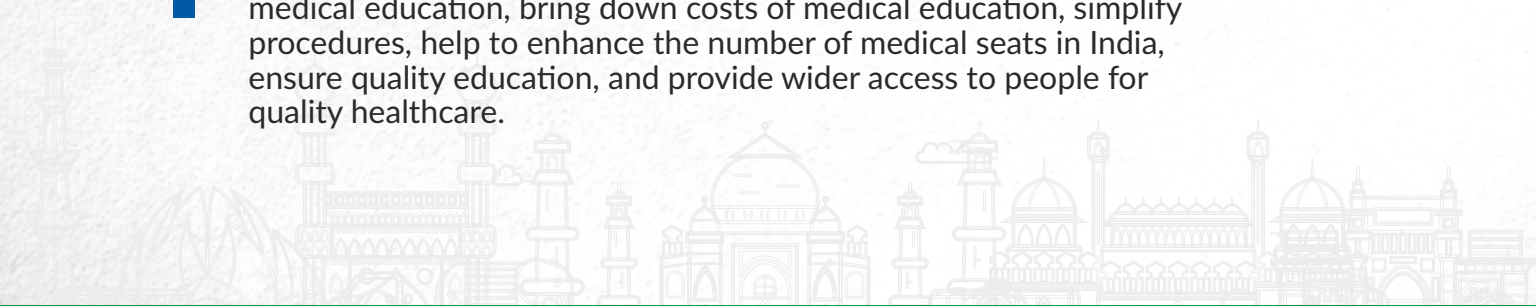 medical education, bring down costs of medical education, simplify
procedures, help to enhance the number of medical seats in India,
ensure quality education, and provide wider access to people for
quality healthcare.